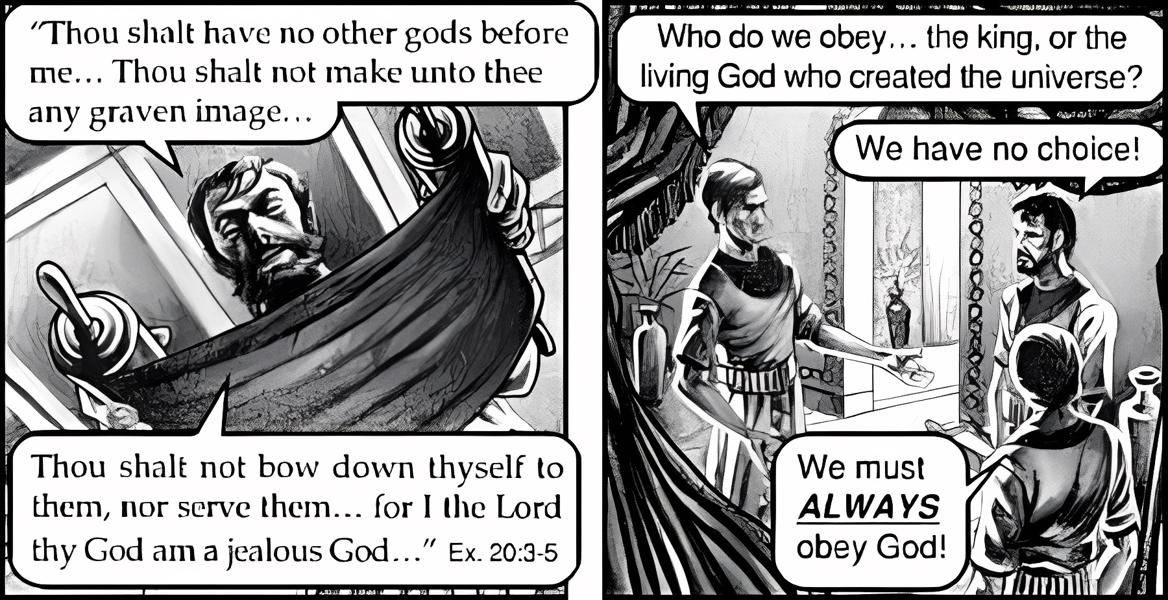 “Thou shalt have no other gods before
me... Thou shalt not make unto thee
any graven image...
Thou shalt not bow down thyself to
them, nor serve them... for I the Lord
thy God am a jealous God...” Ex. 20:3-5
Who do we obey... the king, or the
living God who created the universe?
We have no choice!
We must
ALWAYS
obey God!